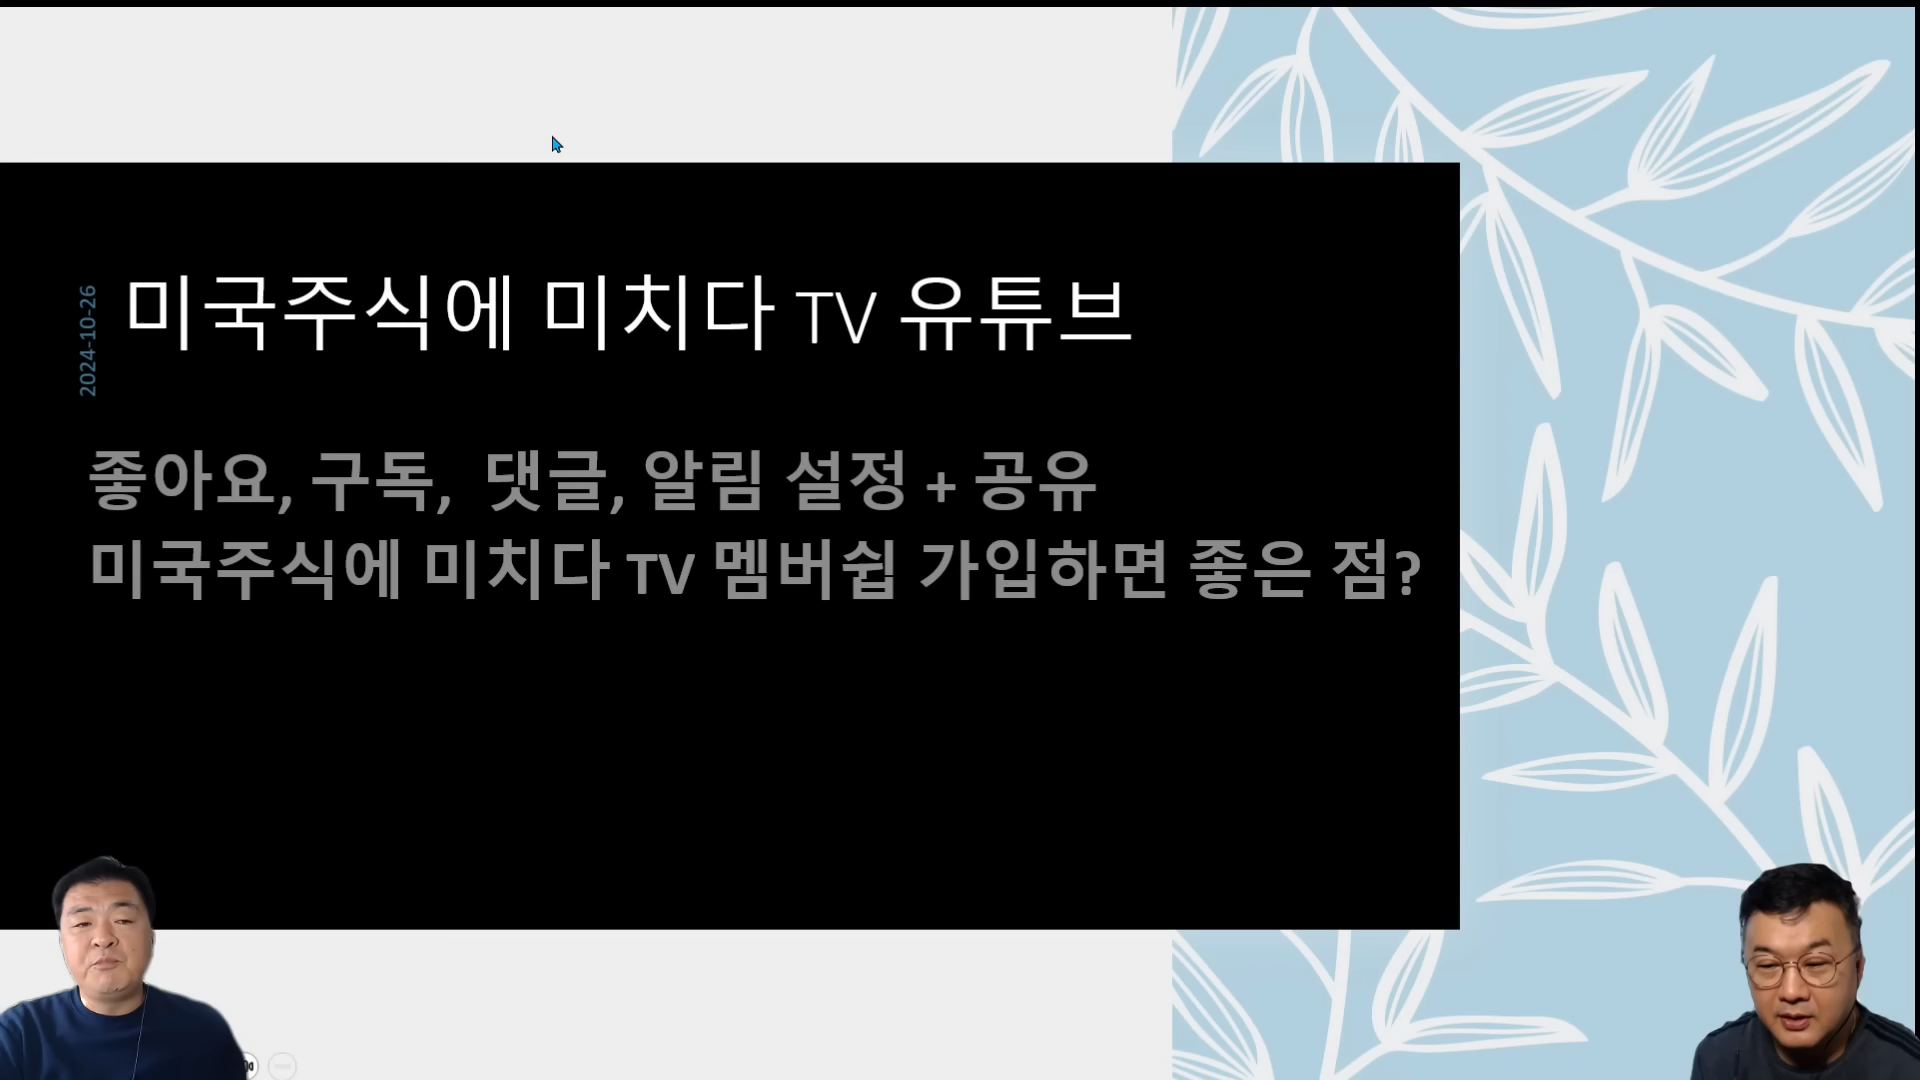 2024-10-26
미국주식에 미치다 TV 유튜브
좋아요, 구독, 댓글, 알림 설정 + 공유
미국주식에 미치다 TV 멤버쉽 가입하면 좋은 점?